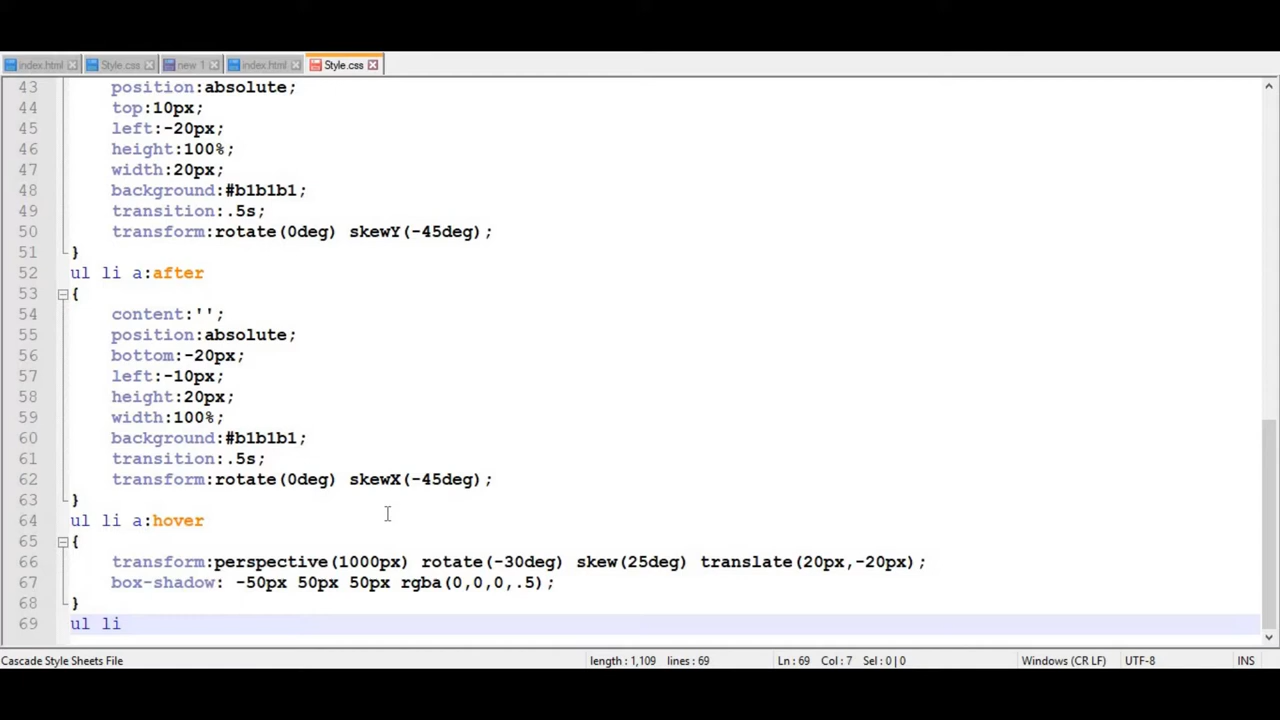 index.html Style.css new 1 index.html Style.css
43 position:absolute;
44 top:10px;
45 left:-20px;
46 height:100%;
47 width:20px;
48 background:#b1b1b1;
49 transition:.5s;
50 transform:rotate(0deg) skewY(-45deg);
51 }
52 ul li a:after
53 {
54 content:'';
55 position:absolute;
56 bottom:-20px;
57 left:-10px;
58 height:20px;
59 width:100%;
60 background:#b1b1b1;
61 transition:.5s;
62 transform:rotate(0deg) skewX(-45deg);
63 }
64 ul li a:hover
65 {
66 transform:perspective(1000px) rotate(-30deg) skew(25deg) translate(20px,-20px);
67 box-shadow: -50px 50px 50px rgba(0,0,0,.5);
68 }
69 ul li
Cascade Style Sheets File length : 1,109 lines : 69 Ln : 69 Col : 7 Sel : 0 | 0 Windows (CR LF) UTF-8 INS